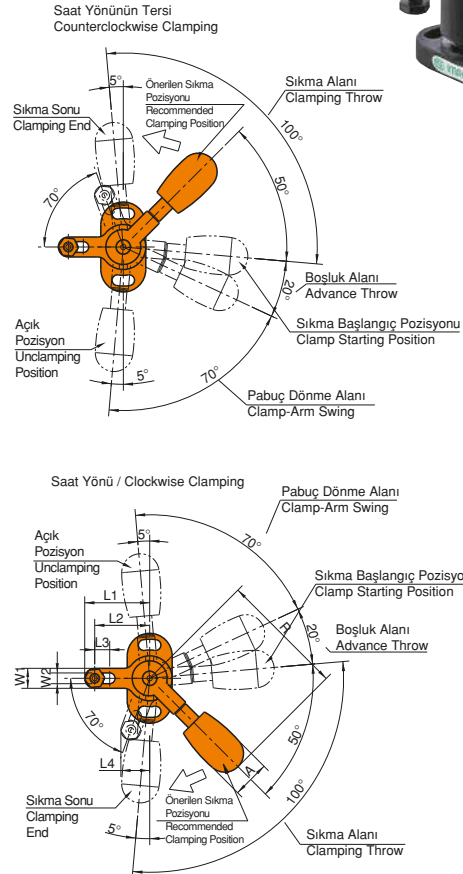 Saat Yönünün Tersi
Counterclockwise Clamping
5°
Önerilen Sıkma
Pozisyonu
Recommended
Clamping Position
Sıkma Alanı
Clamping Throw
Sıkma Sonu
Clamping End
100°
50°
70°
Boşluk Alanı
Advance Throw
20°
Sıkma Başlangıç Pozisyonu
Clamp Starting Position
Açık
Pozisyon
Unclamping
Position
5°
70°
Pabuç Dönme Alanı
Clamp-Arm Swing
Saat Yönü / Clockwise Clamping
Pabuç Dönme Alanı
Clamp-Arm Swing
Açık
Pozisyon
Unclamping
Position
5°
70°
Sıkma Başlangıç Pozisyo
Clamp Starting Position
L1
L2
L3
R
20°
Boşluk Alanı
Advance Throw
W1
W2
70°
50°
L4
A
100°
Sıkma Sonu
Clamping
End
Önerilen Sıkma
Pozisyonu
Recommended
Clamping Position
5°
Sıkma Alanı
Clamping Throw